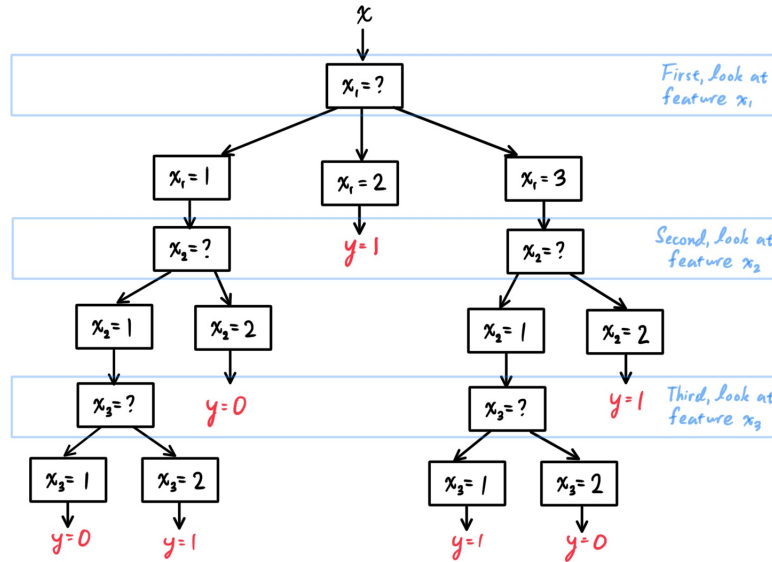 x
x₁=?
First, look at
feature x₁
x₁=1
x₁=2
x₁=3
x₂=?
y=1
x₂=?
Second, look at
feature x₂
x₂=1
x₂=2
x₂=1
x₂=2
x₃=?
y=0
x₃=?
y=1
Third, look at
feature x₃
x₃=1
x₃=2
x₃=1
x₃=2
y=0
y=1
y=1
y=0